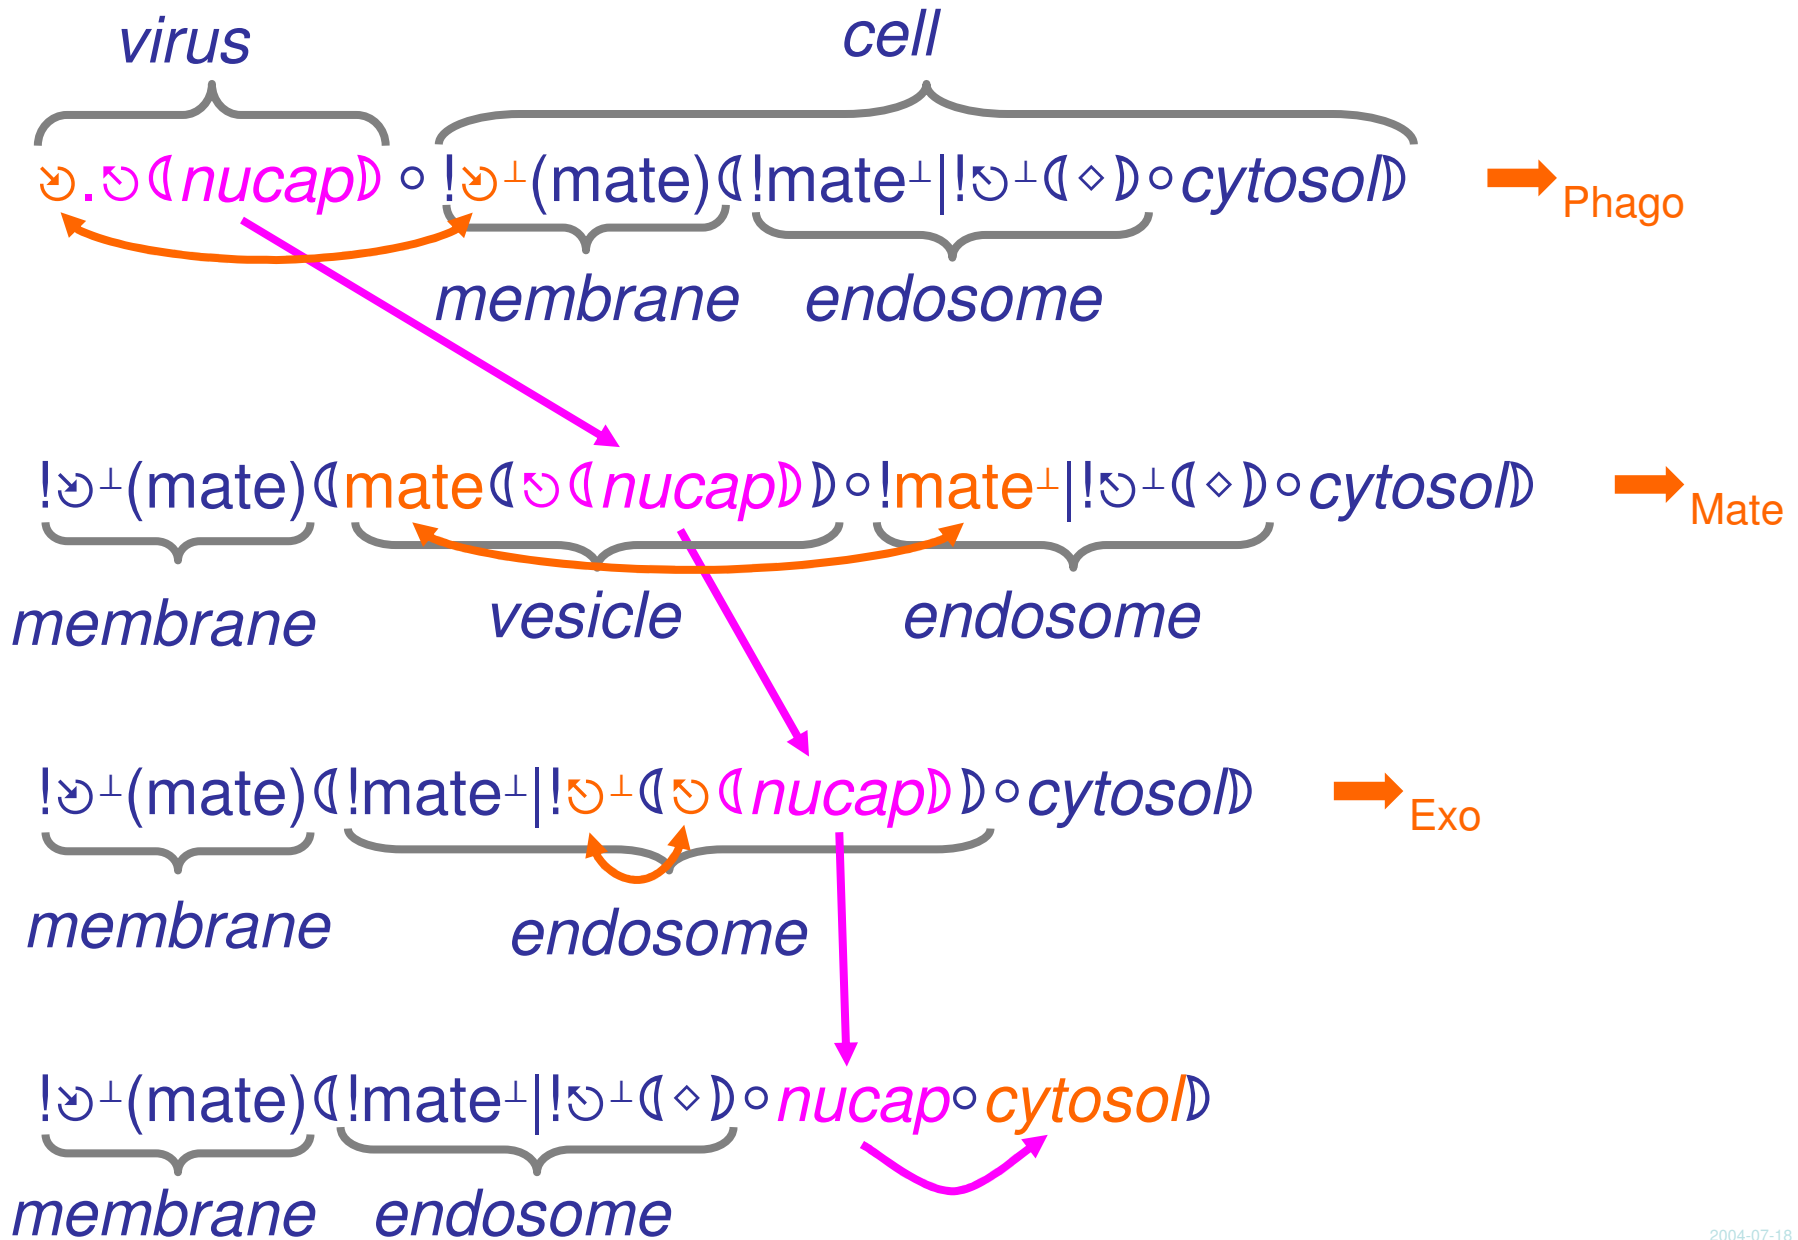 virus cell
⎋.⎋⦇nucap⦈ ∘ !⎋⊥(mate)⦇!mate⊥|!⎋⊥⦇⋄⦈∘cytosol⦈ Phago
membrane endosome
!⎋⊥(mate)⦇mate⦇⎋⦇nucap⦈⦈∘!mate⊥|!⎋⊥⦇⋄⦈∘cytosol⦈ Mate
membrane vesicle endosome
!⎋⊥(mate)⦇!mate⊥|!⎋⊥⦇⎋⦇nucap⦈⦈∘cytosol⦈ Exo
membrane endosome
!⎋⊥(mate)⦇!mate⊥|!⎋⊥⦇⋄⦈∘nucap∘cytosol⦈
membrane endosome
2004-07-18